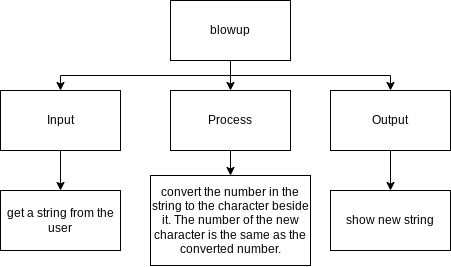 blowup
Input
Process
Output
get a string from the
user
convert the number in the
string to the character beside
it. The number of the new
character is the same as the
converted number.
show new string